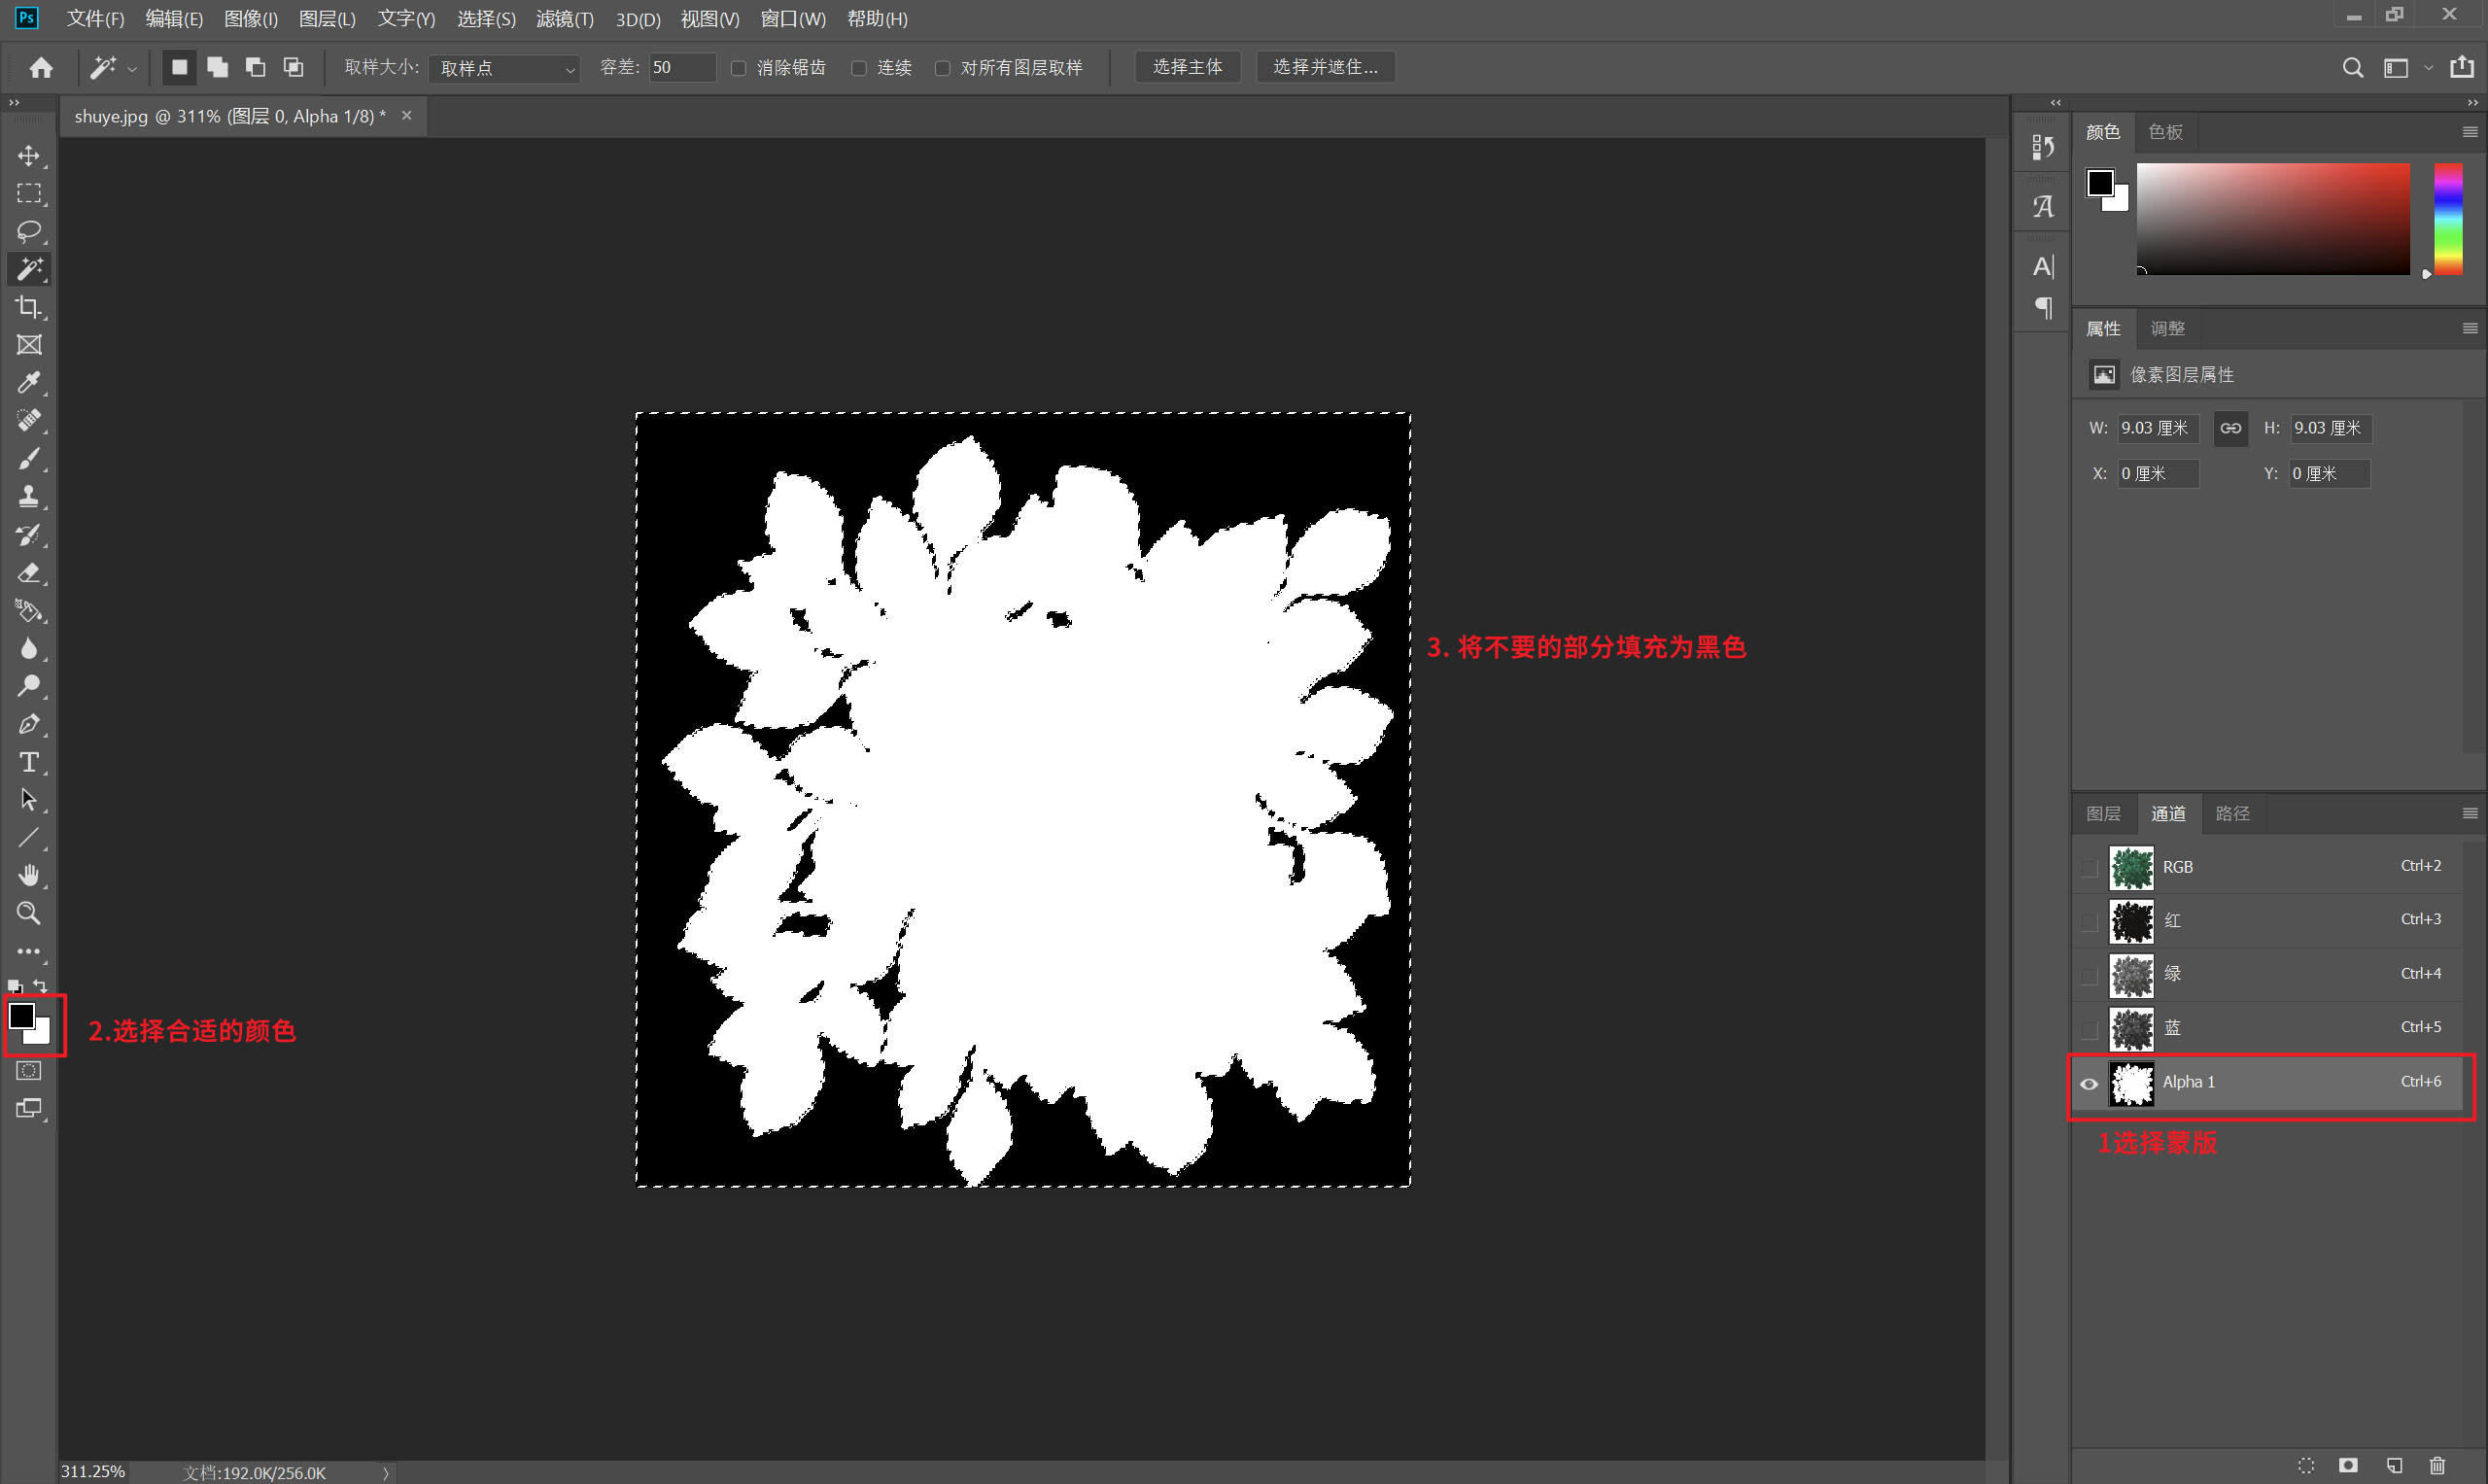 Ps 文件(F) 编辑(E) 图像(I) 图层(L) 文字(Y) 选择(S) 滤镜(T) 3D(D) 视图(V) 窗口(W) 帮助(H)
取样大小: 取样点 容差: 50 消除锯齿 连续 对所有图层取样 选择主体 选择并遮住...
shuye.jpg @ 311% (图层 0, Alpha 1/8) * ×
颜色 色板
属性 调整
像素图层属性
W: 9.03 厘米 H: 9.03 厘米
X: 0 厘米 Y: 0 厘米
3. 将不要的部分填充为黑色
图层 通道 路径
RGB Ctrl+2
红 Ctrl+3
绿 Ctrl+4
蓝 Ctrl+5
2.选择合适的颜色
Alpha 1 Ctrl+6
1选择蒙版
311.25% 文档:192.0K/256.0K